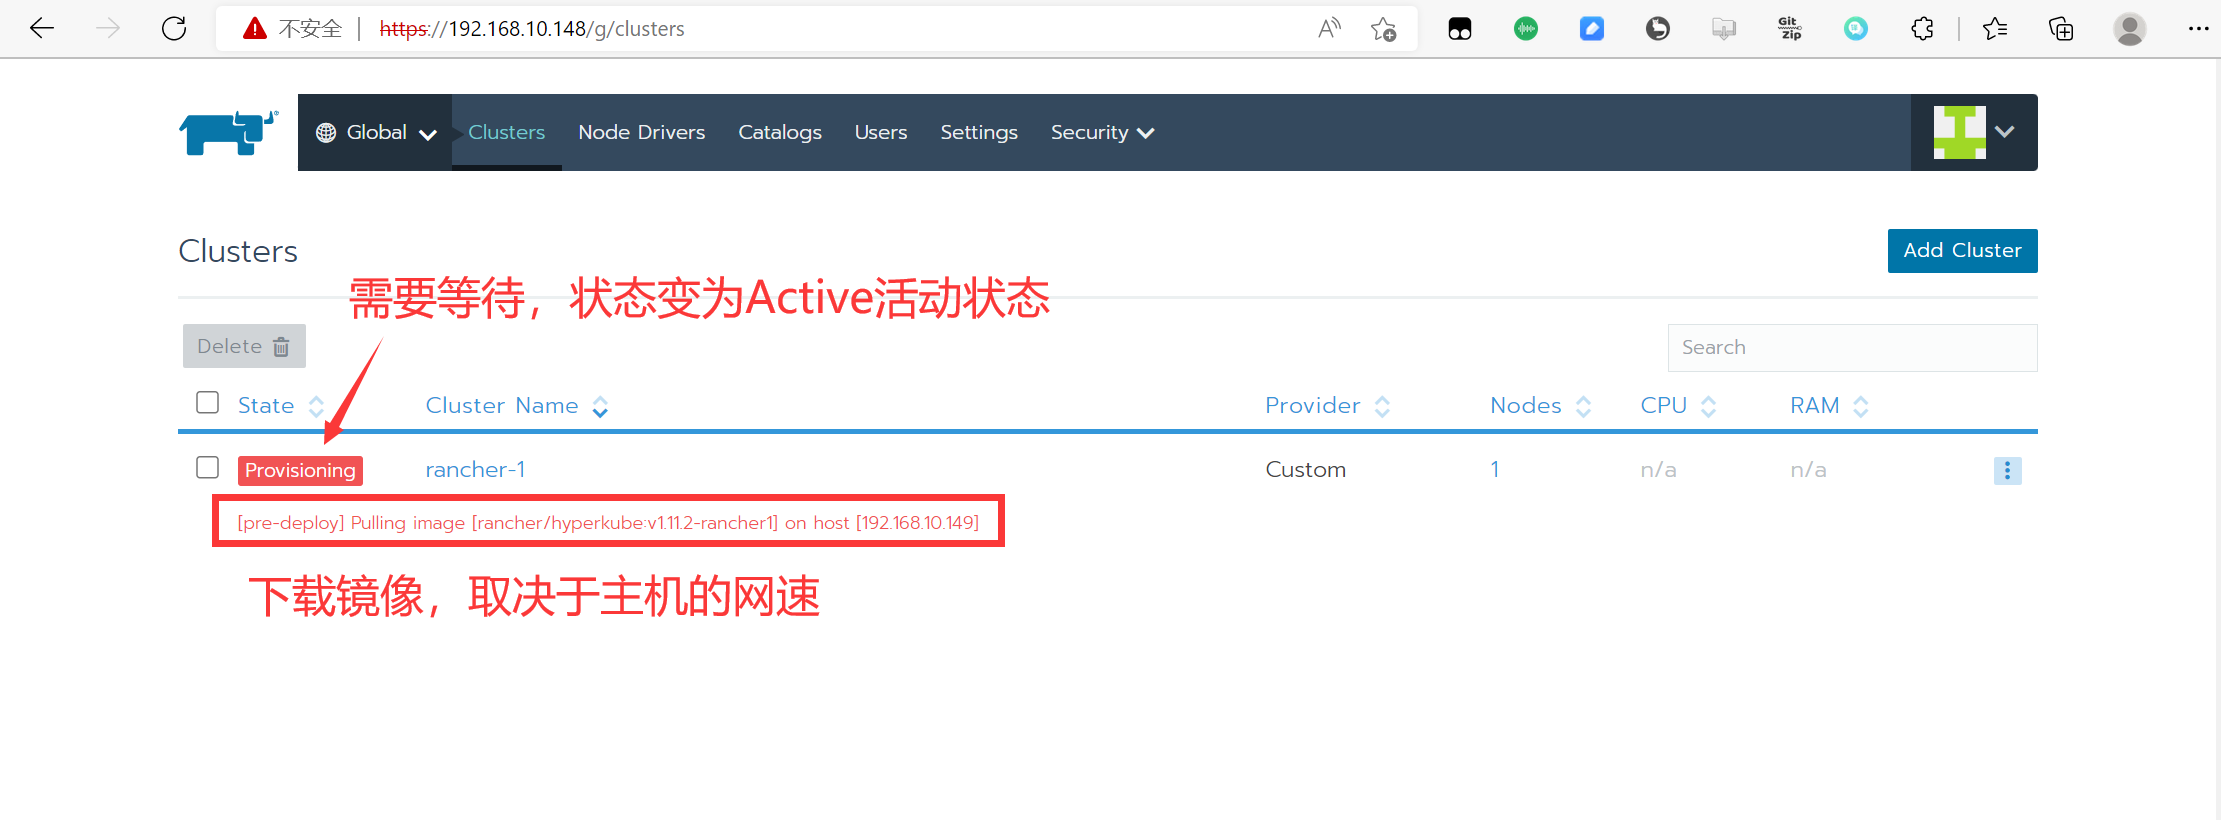 不安全 | https://192.168.10.148/g/clusters
Git Zip
Global Clusters Node Drivers Catalogs Users Settings Security
Clusters
Add Cluster
需要等待，状态变为Active活动状态
Delete
Search
State Cluster Name Provider Nodes CPU RAM
Provisioning rancher-1 Custom 1 n/a n/a
[pre-deploy] Pulling image [rancher/hyperkube:v1.11.2-rancher1] on host [192.168.10.149]
下载镜像，取决于主机的网速